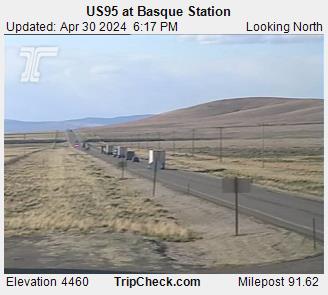 US95 at Basque Station
Updated: Apr 30 2024 6:17 PM Looking North
Elevation 4460 TripCheck.com Milepost 91.62